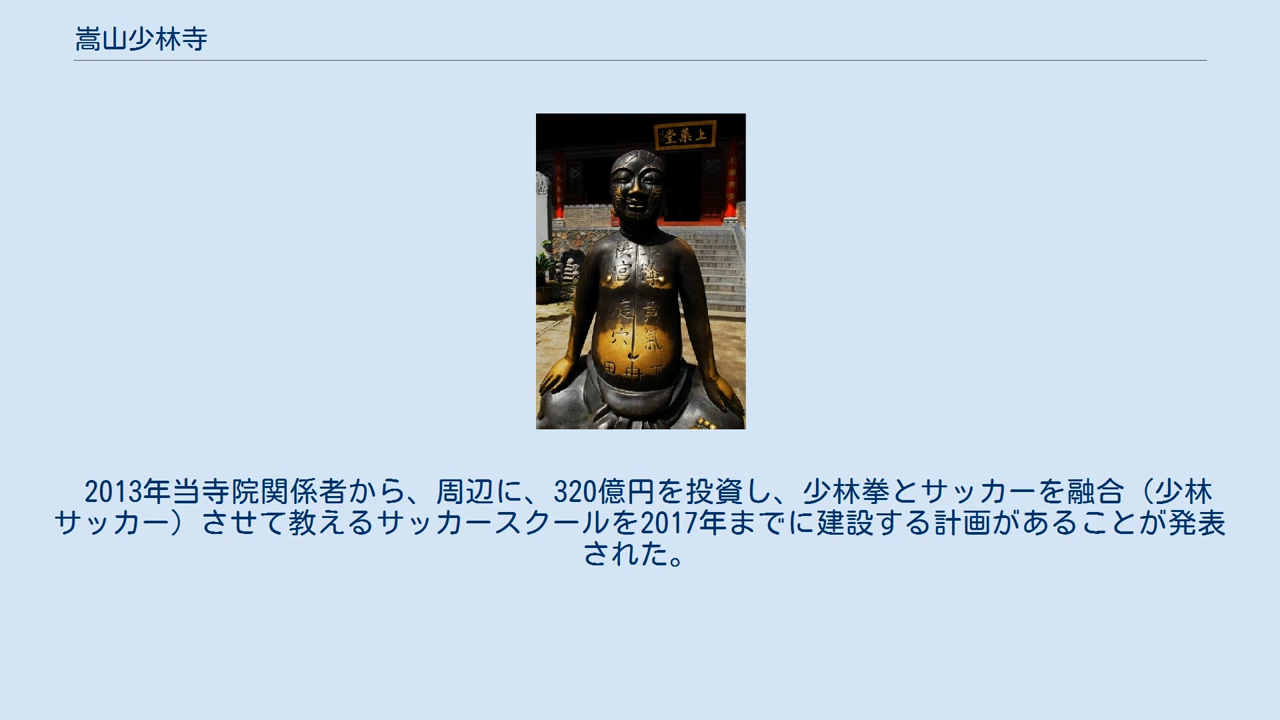 嵩山少林寺
上薬堂
2013年当寺院関係者から、周辺に、320億円を投資し、少林拳とサッカーを融合（少林
サッカー）させて教えるサッカースクールを2017年までに建設する計画があることが発表
された。